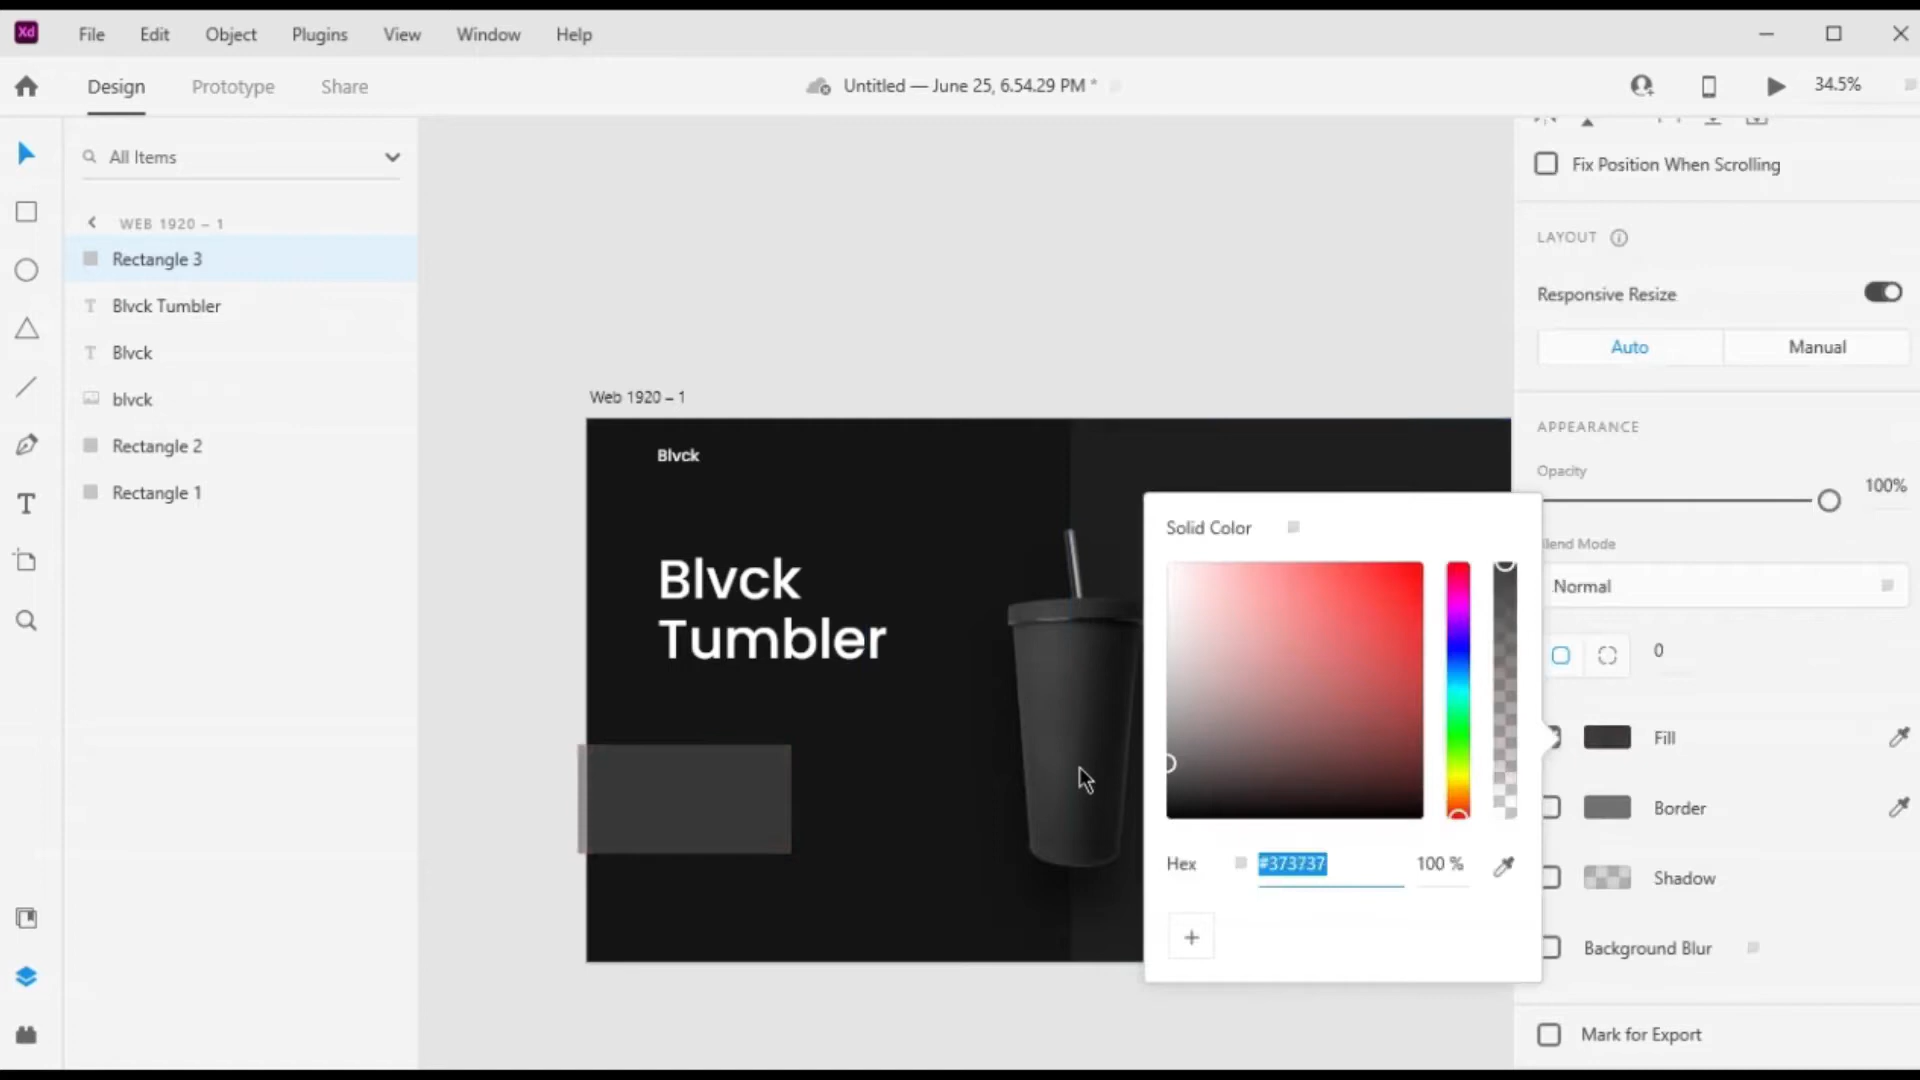 Xd
File Edit Object Plugins View Window Help
Design Prototype Share
Untitled — June 25, 6.54.29 PM *
34.5%
All Items
WEB 1920 – 1
Rectangle 3
T Blvck Tumbler
T Blvck
blvck
Rectangle 2
Rectangle 1
T
Web 1920 – 1
Blvck
Blvck
Tumbler
Solid Color
Hex #373737 100 %
+
Fix Position When Scrolling
LAYOUT
Responsive Resize
Auto Manual
APPEARANCE
Opacity
100%
Blend Mode
Normal
0
Fill
Border
Shadow
Background Blur
Mark for Export